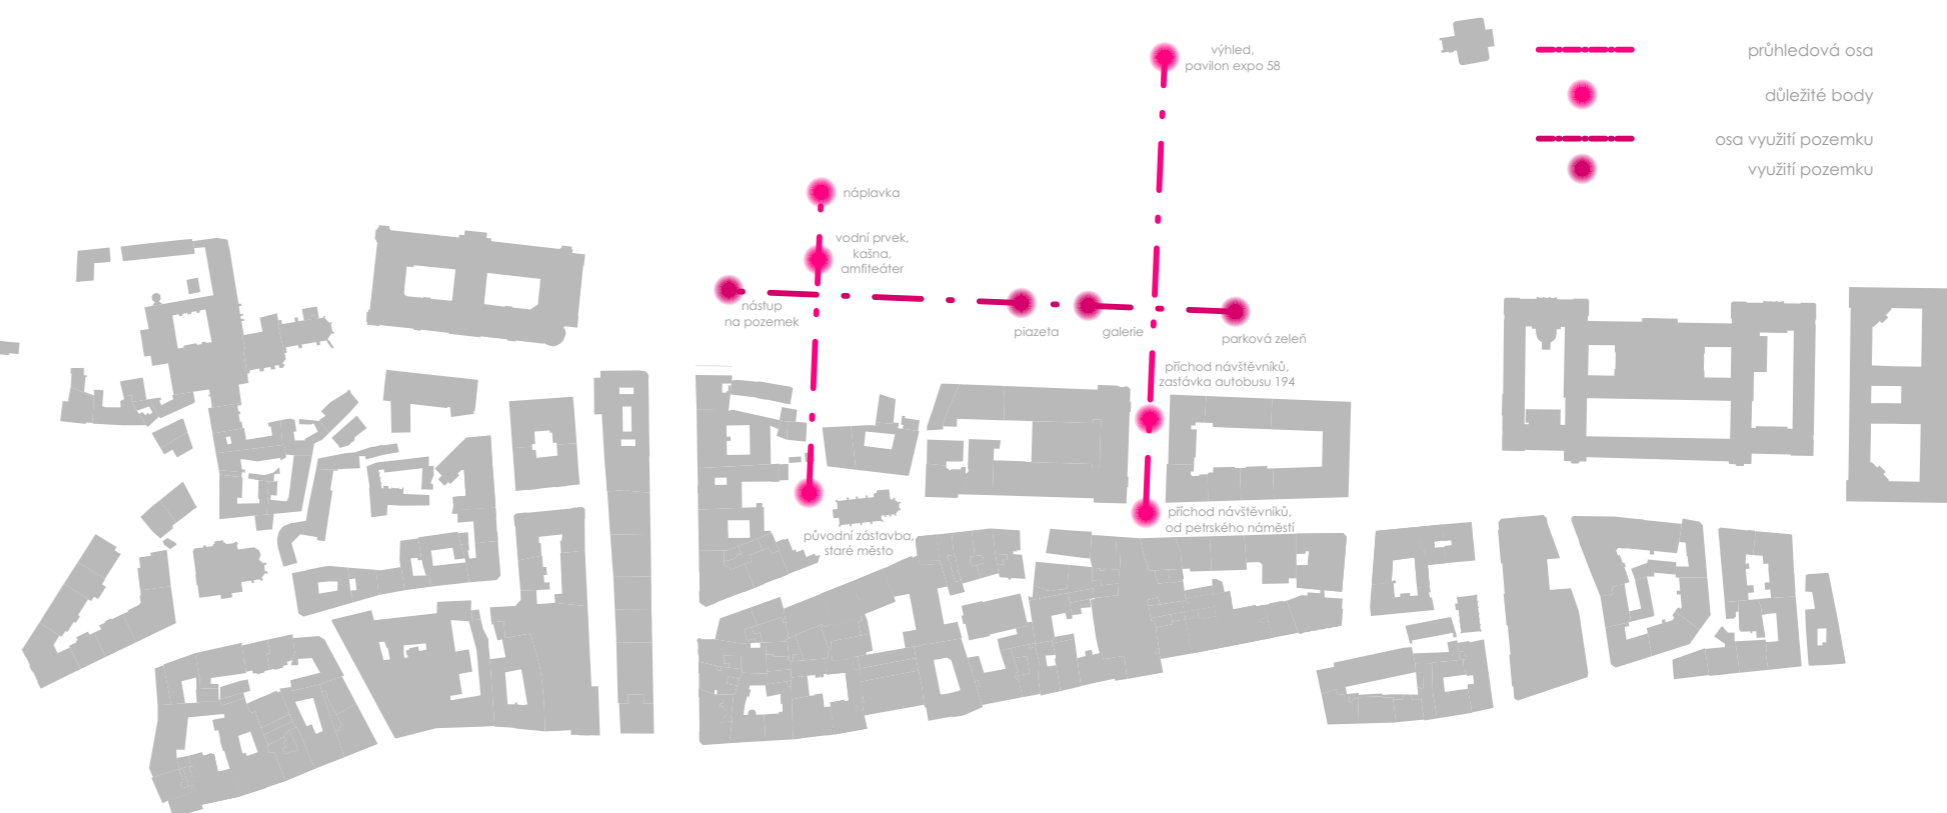 výhled,
pavilon expo 58
průhledová osa
důležité body
osa využití pozemku
využití pozemku
náplavka
vodní prvek,
kašna,
amfiteáter
nástup
na pozemek
piazeta
galerie
parková zeleň
příchod návštěvníků,
zastávka autobusu 194
příchod návštěvníků,
od petrského náměstí
původní zástavba,
staré město